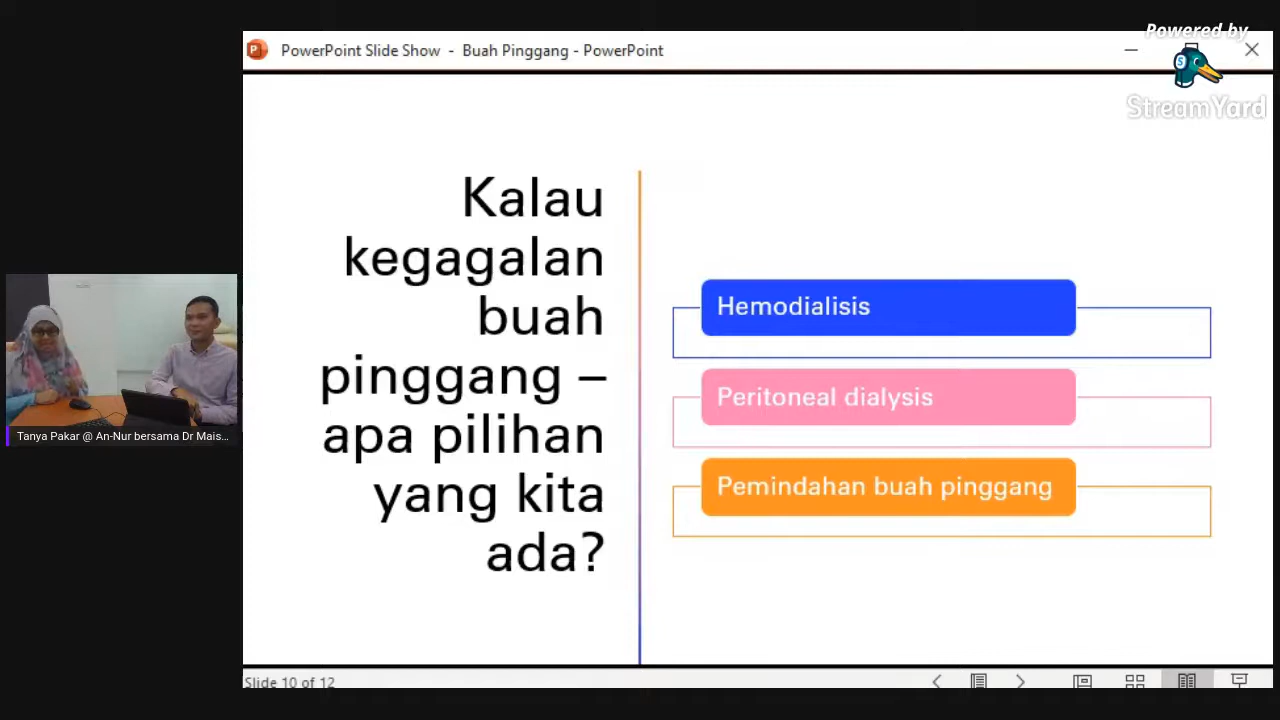 Powered by
StreamYard
PowerPoint Slide Show - Buah Pinggang - PowerPoint
Kalau
kegagalan
buah
pinggang –
apa pilihan
yang kita
ada?
Hemodialisis
Peritoneal dialysis
Pemindahan buah pinggang
Tanya Pakar @ An-Nur bersama Dr Mais...
Slide 10 of 12